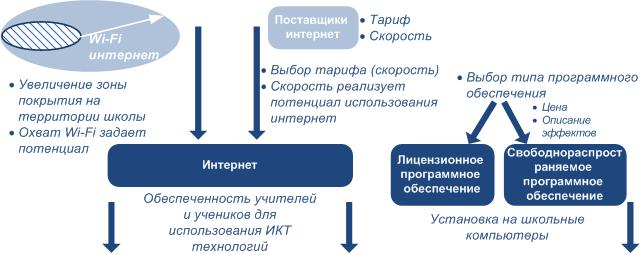 Wi-Fi
интернет
Поставщики
интернет
• Тариф
• Скорость
• Увеличение зоны
покрытия на
территории школы
• Охват Wi-Fi задает
потенциал
• Выбор тарифа (скорость)
• Скорость реализует
потенциал использования
интернет
• Выбор типа программного
обеспечения
• Цена
• Описание
эффектов
Интернет
Лицензионное
программное
обеспечение
Свободнораспрост
раняемое
программное
обеспечение
Обеспеченность учителей
и учеников для
использования ИКТ
технологий
Установка на школьные
компьютеры